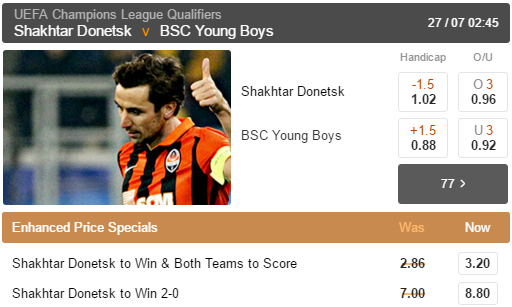 UEFA Champions League Qualifiers
Shakhtar Donetsk v BSC Young Boys
27 / 07 02:45
Handicap O/U
Shakhtar Donetsk
-1.5 O 3
1.02 0.96
BSC Young Boys
+1.5 U 3
0.88 0.92
77 >
Enhanced Price Specials Was Now
Shakhtar Donetsk to Win & Both Teams to Score 2.86 3.20
Shakhtar Donetsk to Win 2-0 7.00 8.80